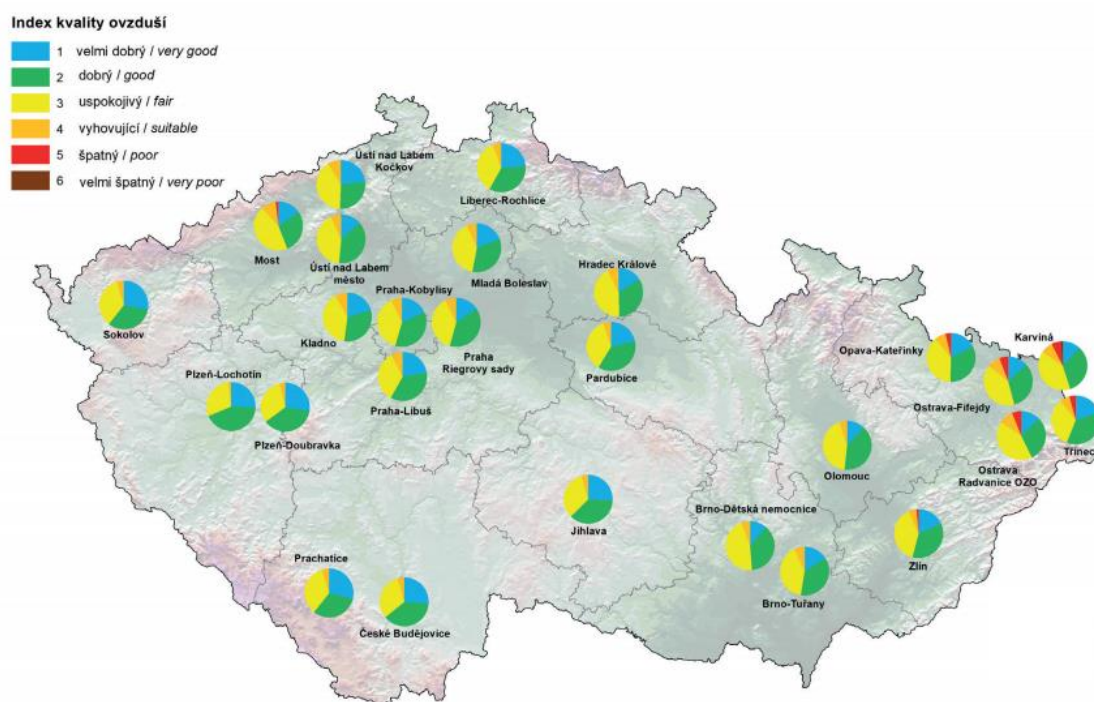 Index kvality ovzduší
1 velmi dobrý / very good
2 dobrý / good
3 uspokojivý / fair
4 vyhovující / suitable
5 špatný / poor
6 velmi špatný / very poor
Ústí nad Labem
Kočkov
Liberec-Rochlice
Most
Ústí nad Labem
město
Mladá Boleslav
Hradec Králové
Praha-Kobylisy
Sokolov
Kladno
Praha
Riegrovy sady
Pardubice
Opava-Kateřinky
Karviná
Plzeň-Lochotín
Praha-Libuš
Ostrava-Fifejdy
Plzeň-Doubravka
Třinec
Ostrava
Radvanice OZO
Olomouc
Jihlava
Brno-Dětská nemocnice
Zlín
Prachatice
Brno-Tuřany
České Budějovice